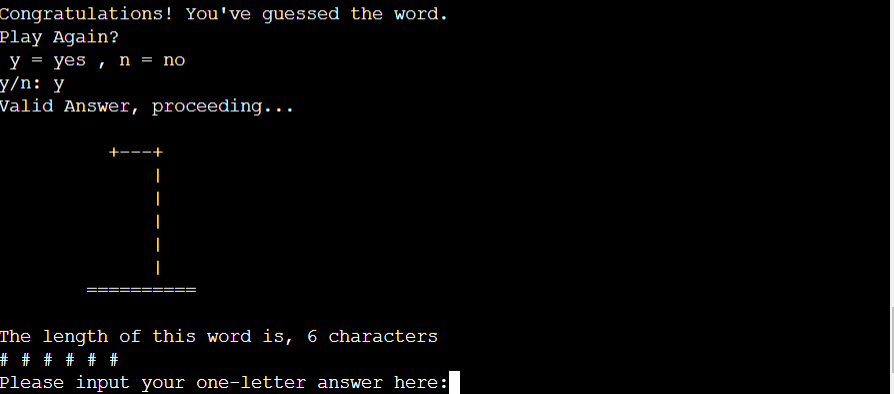 Congratulations! You've guessed the word.
Play Again?
 y = yes , n = no
y/n: y
Valid Answer, proceeding...

          +---+
              |
              |
              |
              |
              |
        ==========

The length of this word is, 6 characters
# # # # # #
Please input your one-letter answer here: